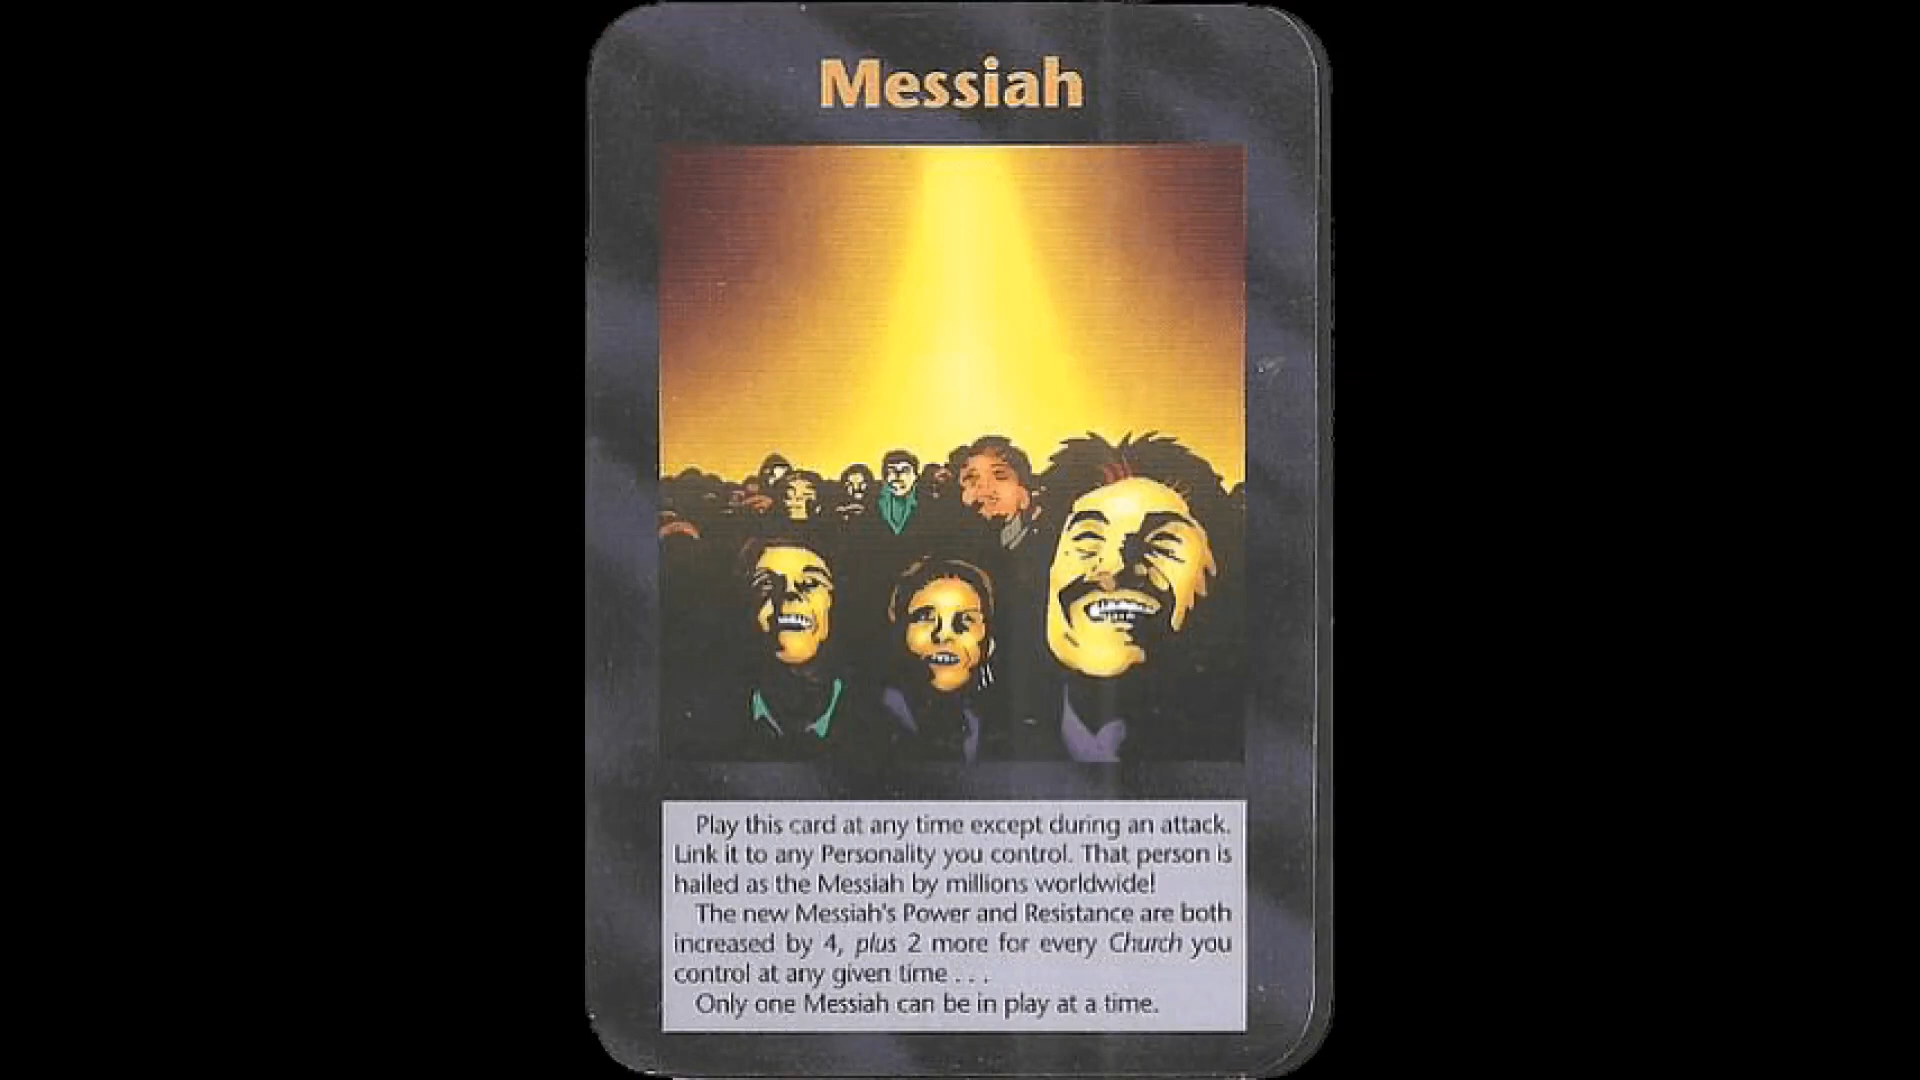 Messiah
Play this card at any time except during an attack.
Link it to any Personality you control. That person is
hailed as the Messiah by millions worldwide!
The new Messiah's Power and Resistance are both
increased by 4, plus 2 more for every Church you
control at any given time . . .
Only one Messiah can be in play at a time.